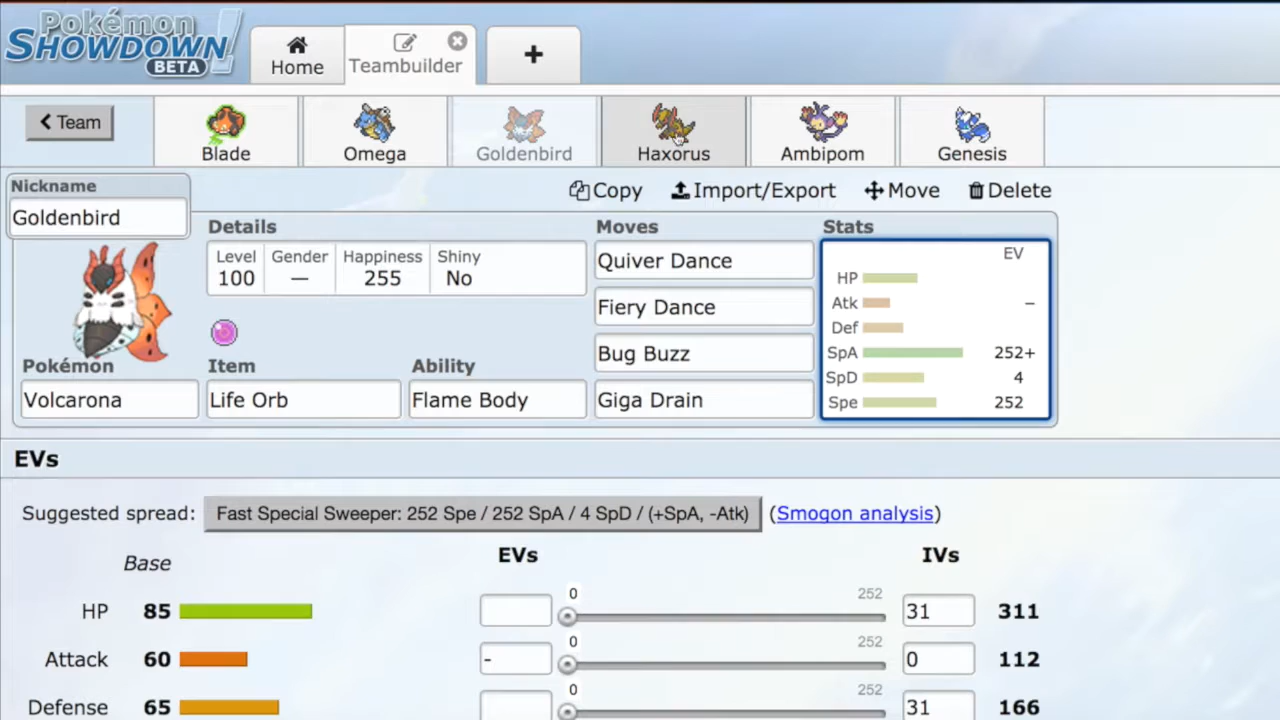 Pokémon
SHOWDOWN!
BETA
Home
Teambuilder
+
Team
Blade
Omega
Goldenbird
Haxorus
Ambipom
Genesis
Nickname
Goldenbird
Copy
Import/Export
Move
Delete
Details
Level
100
Gender
—
Happiness
255
Shiny
No
Pokémon
Volcarona
Item
Life Orb
Ability
Flame Body
Moves
Quiver Dance
Fiery Dance
Bug Buzz
Giga Drain
Stats
EV
HP
Atk –
Def
SpA 252+
SpD 4
Spe 252
EVs
Suggested spread: Fast Special Sweeper: 252 Spe / 252 SpA / 4 SpD / (+SpA, -Atk) (Smogon analysis)
Base EVs IVs
0 252
HP 85 31 311
0 252
Attack 60 - 0 112
0 252
Defense 65 31 166